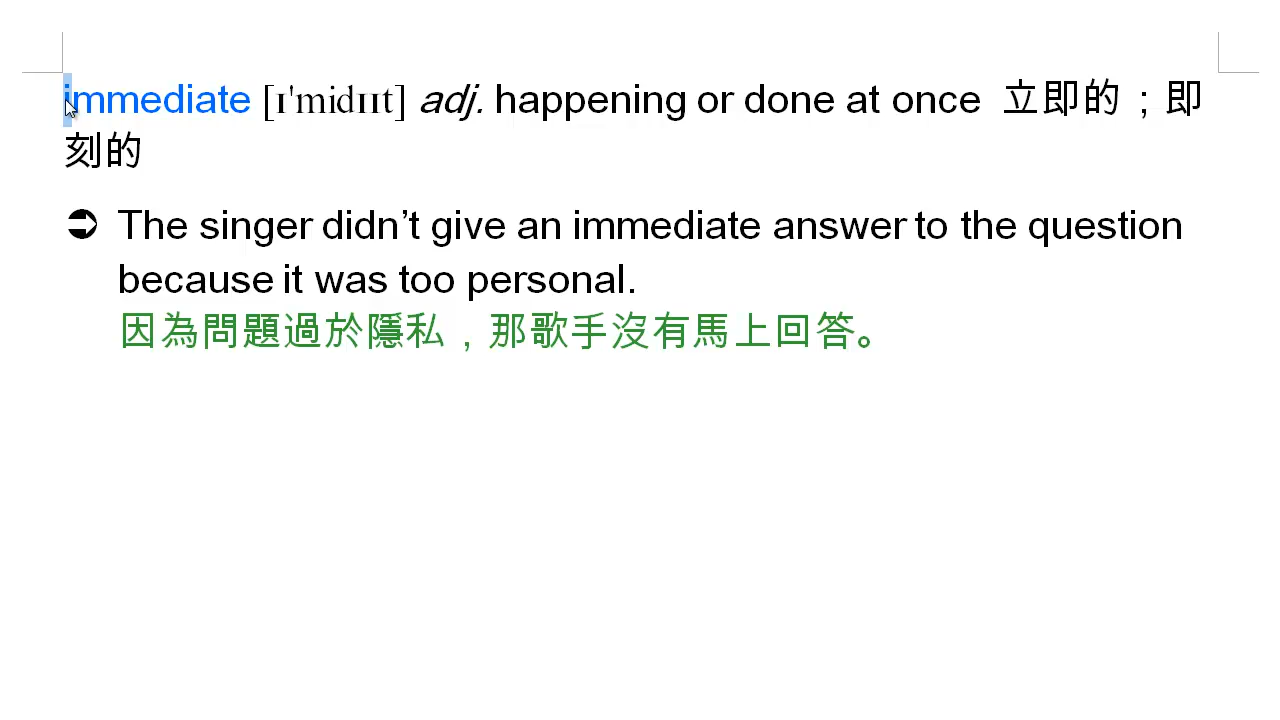 immediate [ɪ'midɪɪt] adj. happening or done at once 立即的；即
刻的
➲ The singer didn’t give an immediate answer to the question
because it was too personal.
因為問題過於隱私，那歌手沒有馬上回答。